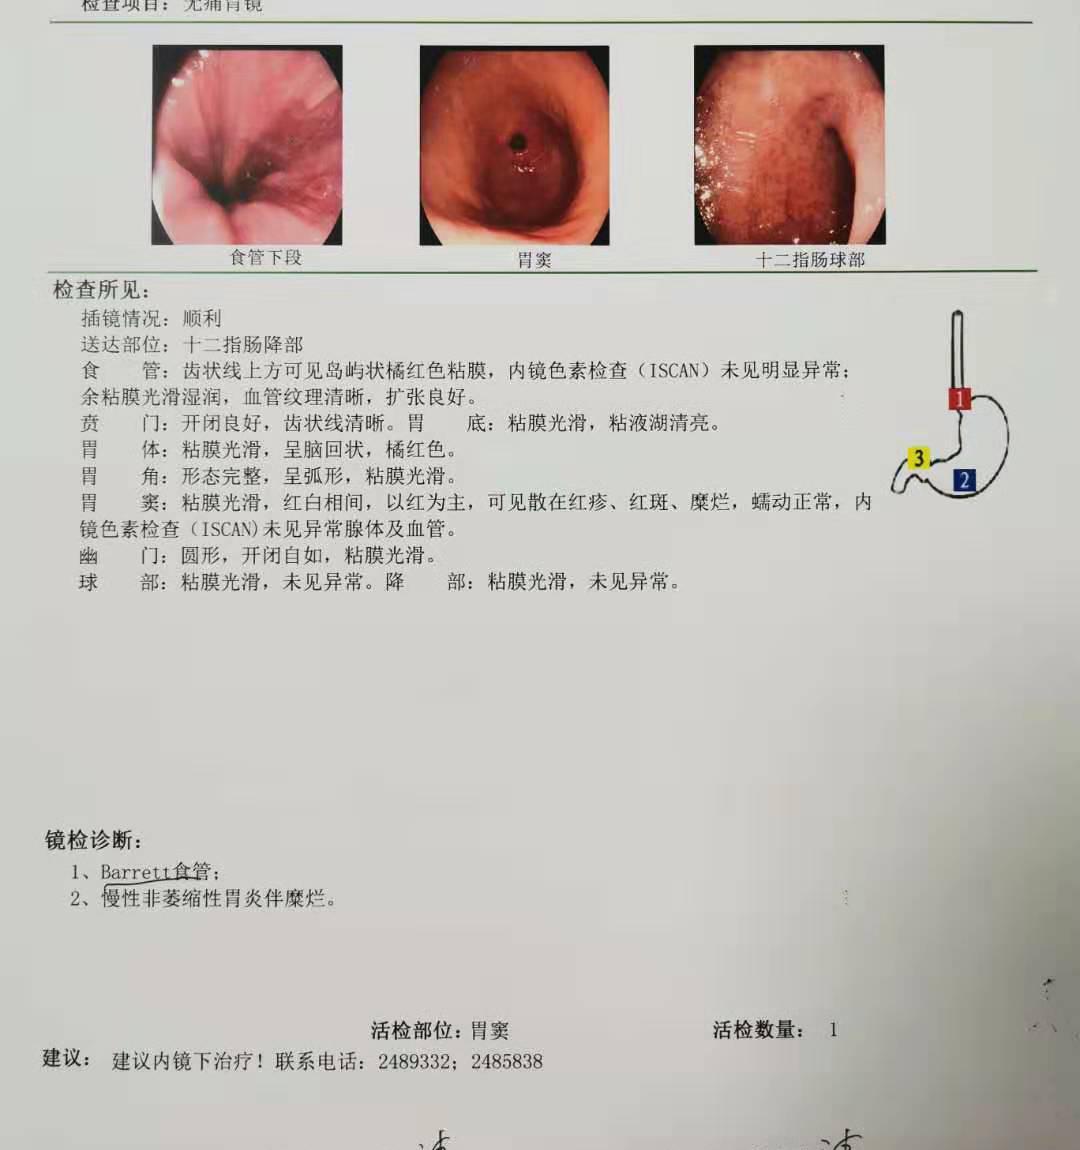 检查项目：无痛胃镜
食管下段
胃窦
十二指肠球部
检查所见：
插镜情况：顺利
送达部位：十二指肠降部
食 管：齿状线上方可见岛屿状橘红色粘膜，内镜色素检查（ISCAN）未见明显异常；
余粘膜光滑湿润，血管纹理清晰，扩张良好。
贲 门：开闭良好，齿状线清晰。胃 底：粘膜光滑，粘液湖清亮。
胃 体：粘膜光滑，呈脑回状，橘红色。
胃 角：形态完整，呈弧形，粘膜光滑。
胃 窦：粘膜光滑，红白相间，以红为主，可见散在红疹、红斑、糜烂，蠕动正常，内
镜色素检查（ISCAN)未见异常腺体及血管。
幽 门：圆形，开闭自如，粘膜光滑。
球 部：粘膜光滑，未见异常。降 部：粘膜光滑，未见异常。
1
3
2
镜检诊断：
1、Barrett食管；
2、慢性非萎缩性胃炎伴糜烂。
活检部位：胃窦 活检数量： 1
建议： 建议内镜下治疗！联系电话：2489332；2485838